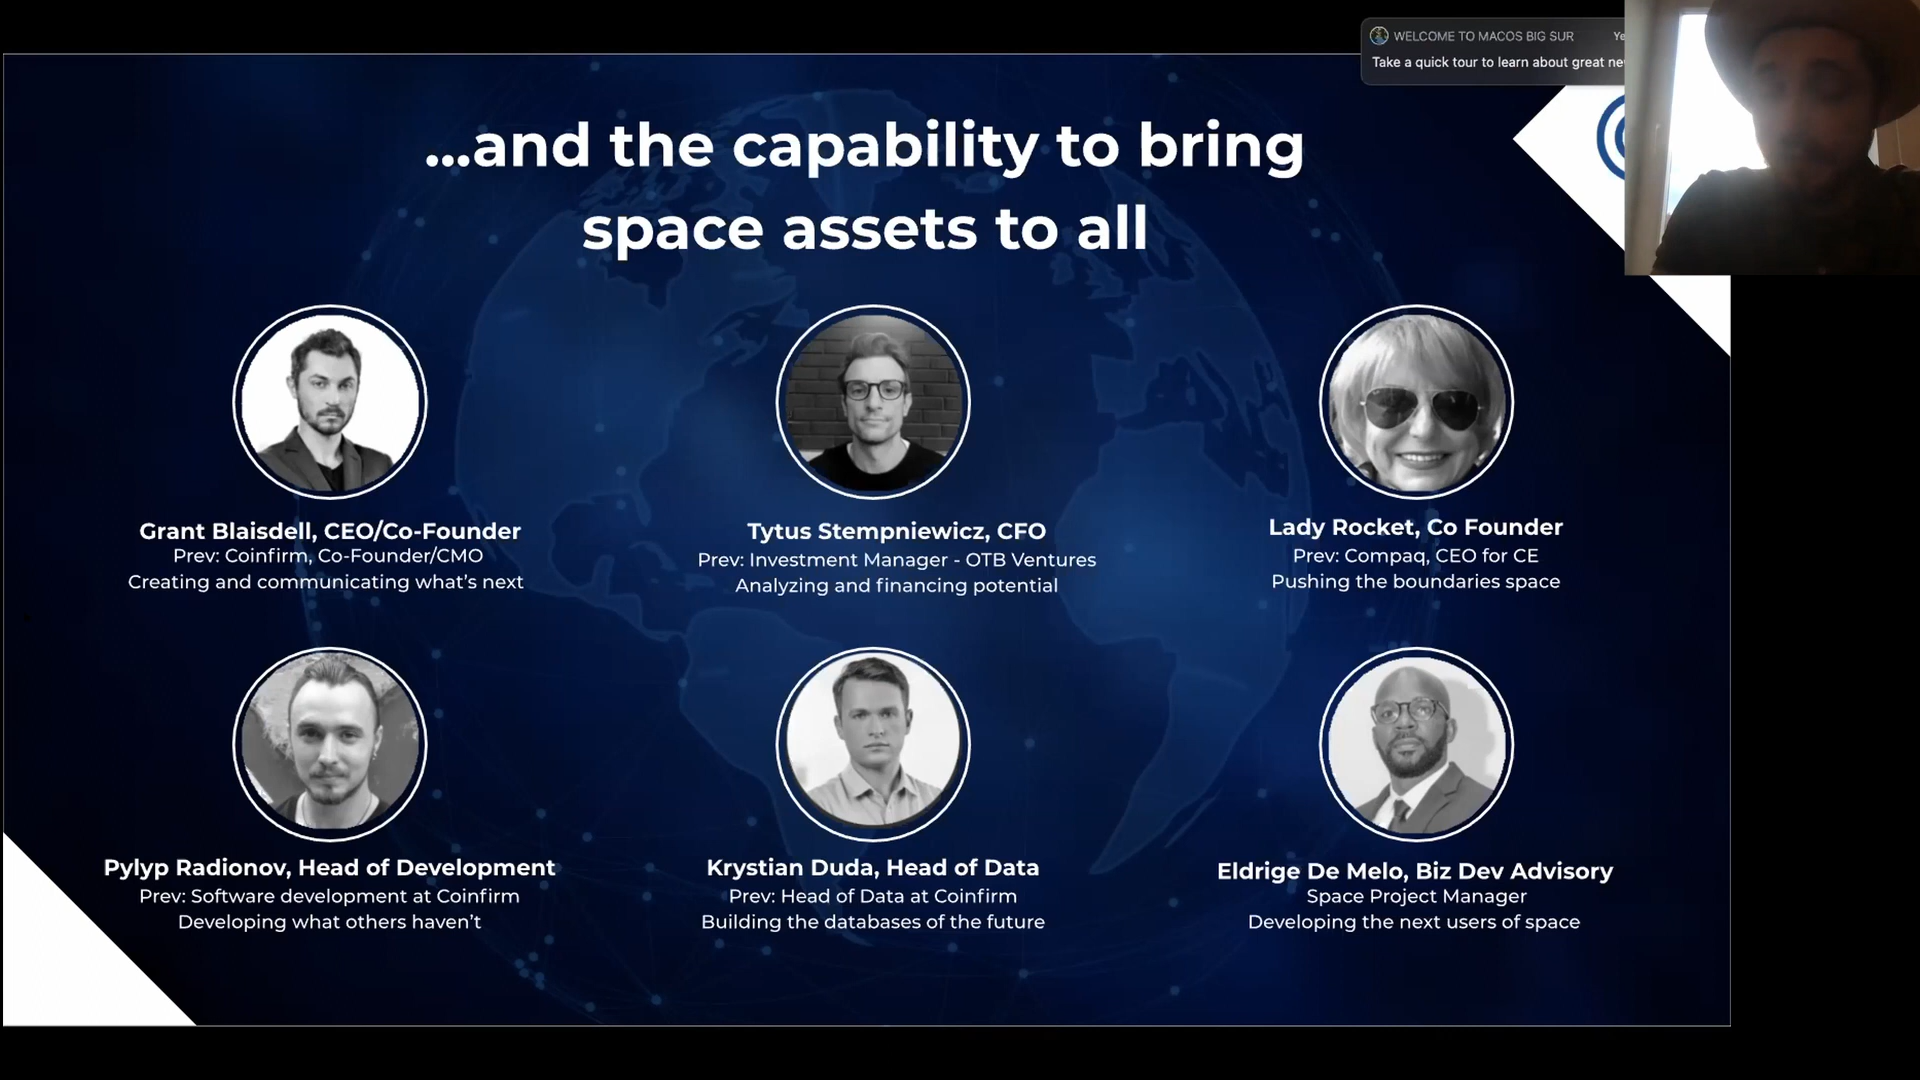 WELCOME TO MACOS BIG SUR
Take a quick tour to learn about great
...and the capability to bring
space assets to all
Grant Blaisdell, CEO/Co-Founder
Prev: Coinfirm, Co-Founder/CMO
Creating and communicating what's next
Tytus Stempniewicz, CFO
Prev: Investment Manager - OTB Ventures
Analyzing and financing potential
Lady Rocket, Co Founder
Prev: Compaq, CEO for CE
Pushing the boundaries space
Pylyp Radionov, Head of Development
Prev: Software development at Coinfirm
Developing what others haven't
Krystian Duda, Head of Data
Prev: Head of Data at Coinfirm
Building the databases of the future
Eldrige De Melo, Biz Dev Advisory
Space Project Manager
Developing the next users of space